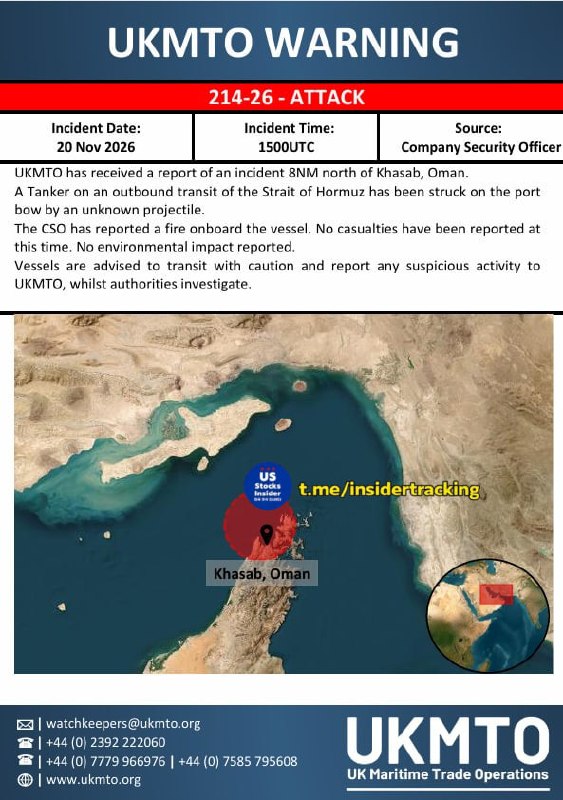 UKMTO WARNING
214-26 - ATTACK
Incident Date:
20 Nov 2026
Incident Time:
1500UTC
Source:
Company Security Officer
UKMTO has received a report of an incident 8NM north of Khasab, Oman.
A Tanker on an outbound transit of the Strait of Hormuz has been struck on the port
bow by an unknown projectile.
The CSO has reported a fire onboard the vessel. No casualties have been reported at
this time. No environmental impact reported.
Vessels are advised to transit with caution and report any suspicious activity to
UKMTO, whilst authorities investigate.
US
Stocks
Insider
t.me/insidertracking
Khasab, Oman
| watchkeepers@ukmto.org
| +44 (0) 2392 222060
| +44 (0) 7779 966976 | +44 (0) 7585 795608
| www.ukmto.org
UKMTO
UK Maritime Trade Operations